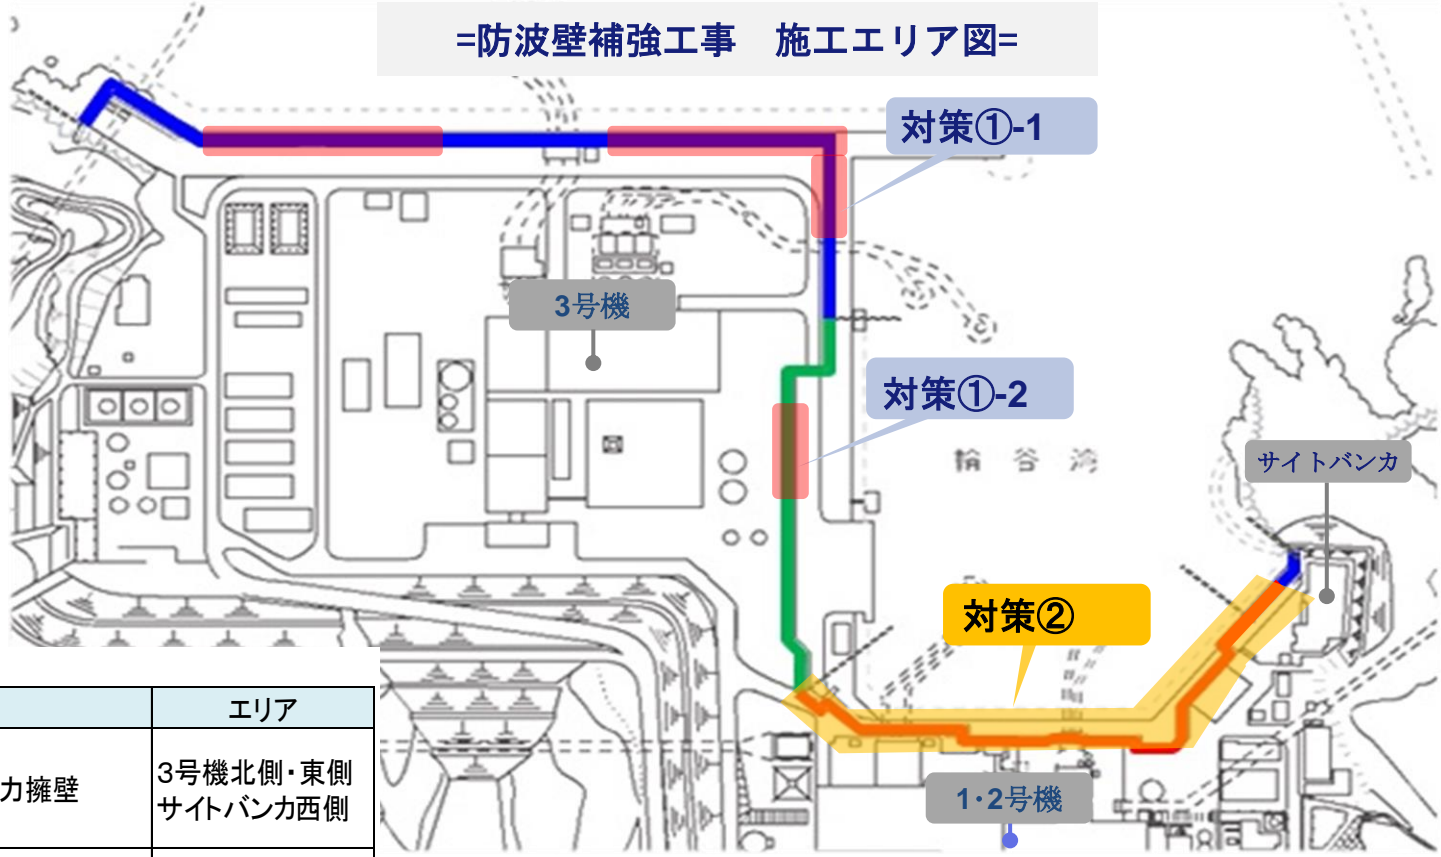 =防波壁補強工事　施工エリア図=
対策①-1
3号機
対策①-2
輪谷湾
サイトバンカ
対策②
エリア
力擁壁
3号機北側・東側
サイトバンカ西側
1・2号機